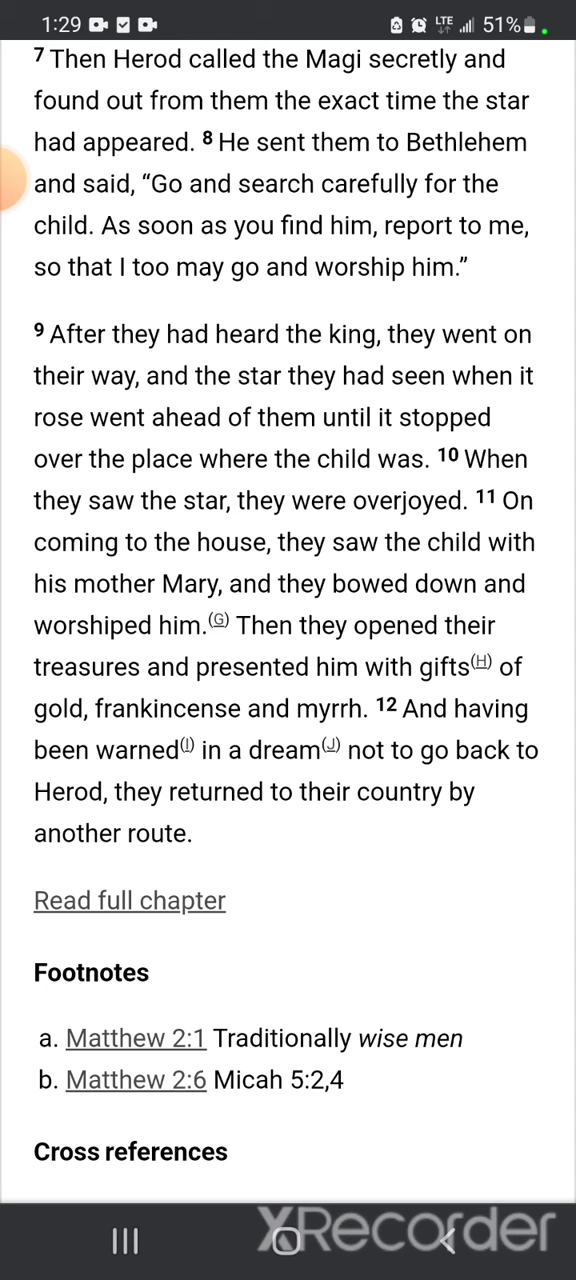 1:29 LTE 51%
7 Then Herod called the Magi secretly and
found out from them the exact time the star
had appeared. 8 He sent them to Bethlehem
and said, “Go and search carefully for the
child. As soon as you find him, report to me,
so that I too may go and worship him.”
9 After they had heard the king, they went on
their way, and the star they had seen when it
rose went ahead of them until it stopped
over the place where the child was. 10 When
they saw the star, they were overjoyed. 11 On
coming to the house, they saw the child with
his mother Mary, and they bowed down and
worshiped him.(G) Then they opened their
treasures and presented him with gifts(H) of
gold, frankincense and myrrh. 12 And having
been warned(I) in a dream(J) not to go back to
Herod, they returned to their country by
another route.
Read full chapter
Footnotes
a. Matthew 2:1 Traditionally wise men
b. Matthew 2:6 Micah 5:2,4
Cross references
XRecorder